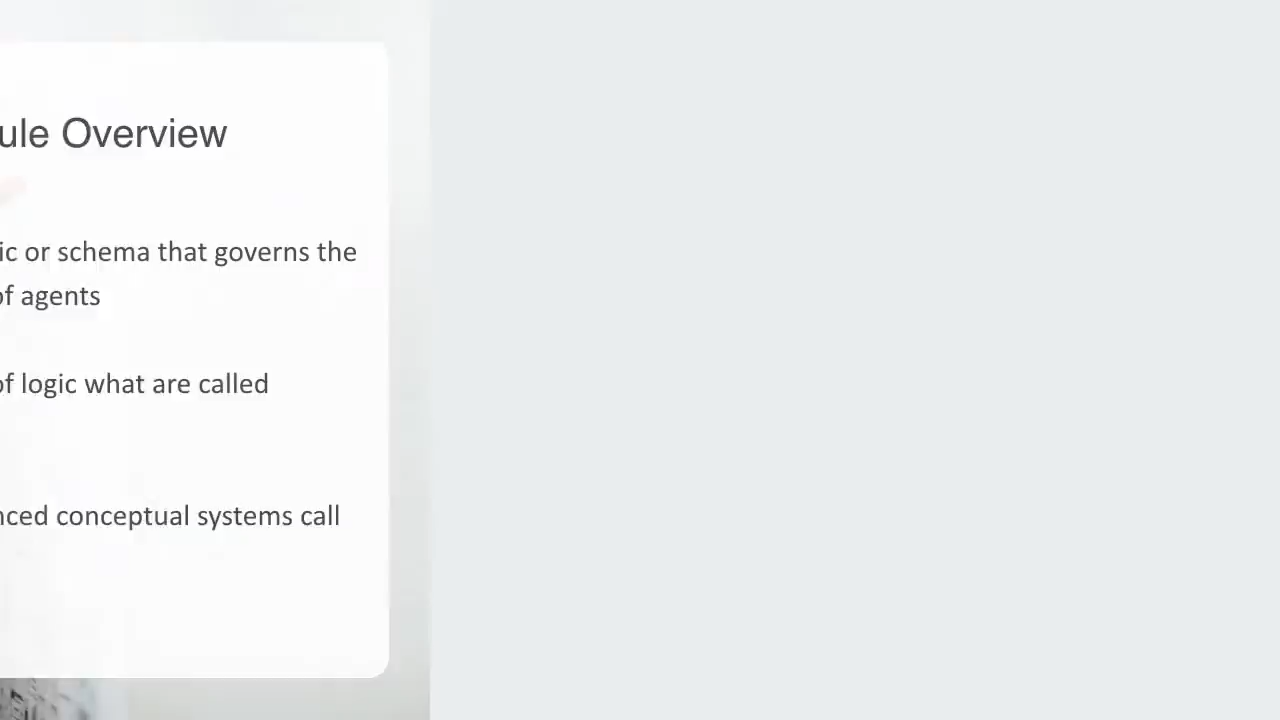 ule Overview
ic or schema that governs the
of agents
of logic what are called
nced conceptual systems call